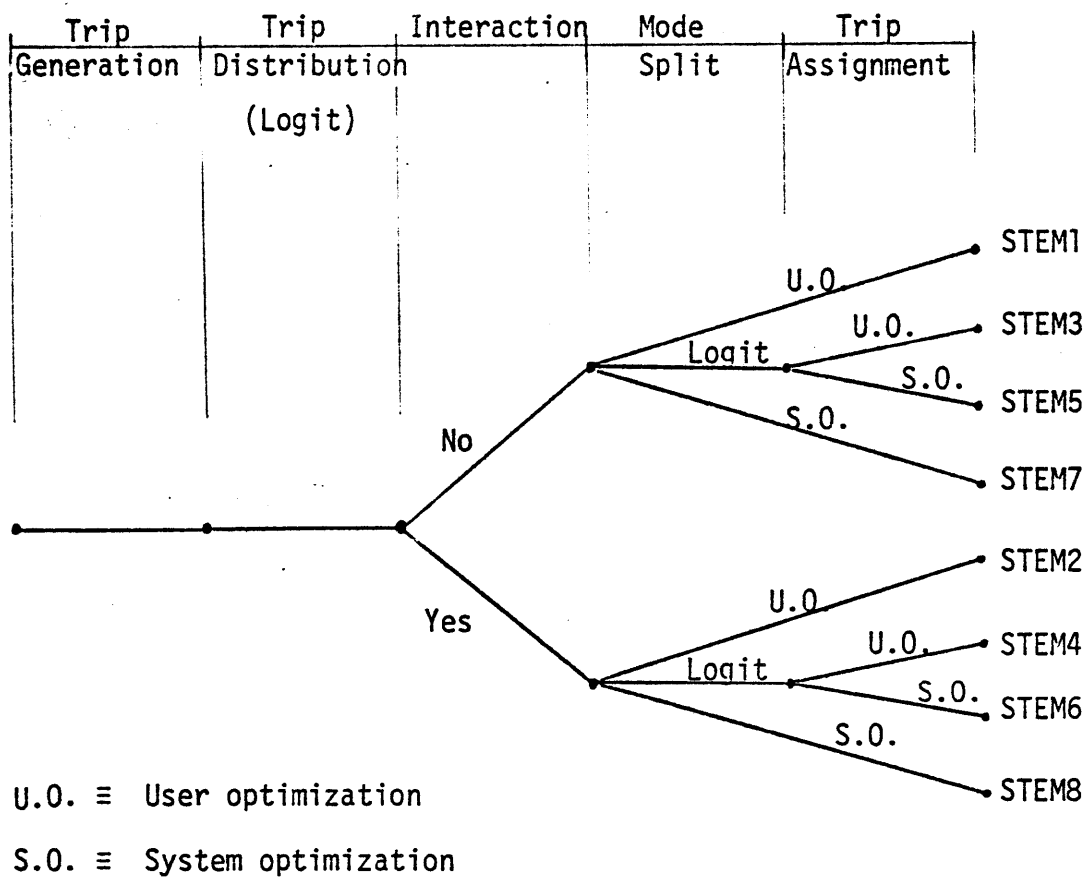 Trip Trip Interaction Mode Trip
Generation Distribution Split Assignment
(Logit)
STEM1
U.O.
STEM3
U.O.
Logit
S.O.
STEM5
S.O.
No
STEM7
STEM2
U.O.
Yes
U.O.
STEM4
Logit
S.O.
STEM6
S.O.
STEM8
U.O. ≡ User optimization
S.O. ≡ System optimization